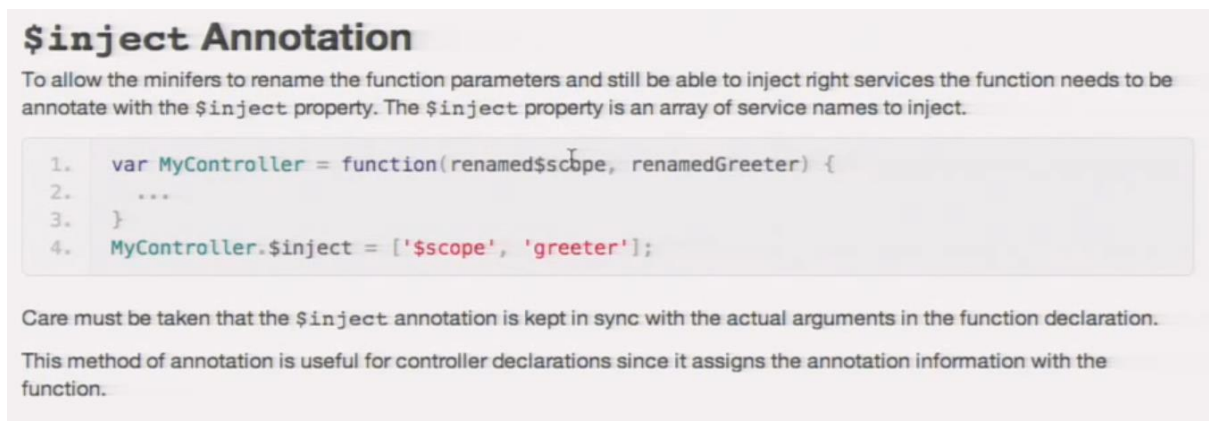 $inject Annotation
To allow the minifers to rename the function parameters and still be able to inject right services the function needs to be
annotate with the $inject property. The $inject property is an array of service names to inject.
1. var MyController = function(renamed$scope, renamedGreeter) {
2. ...
3. }
4. MyController.$inject = ['$scope', 'greeter'];
Care must be taken that the $inject annotation is kept in sync with the actual arguments in the function declaration.
This method of annotation is useful for controller declarations since it assigns the annotation information with the
function.